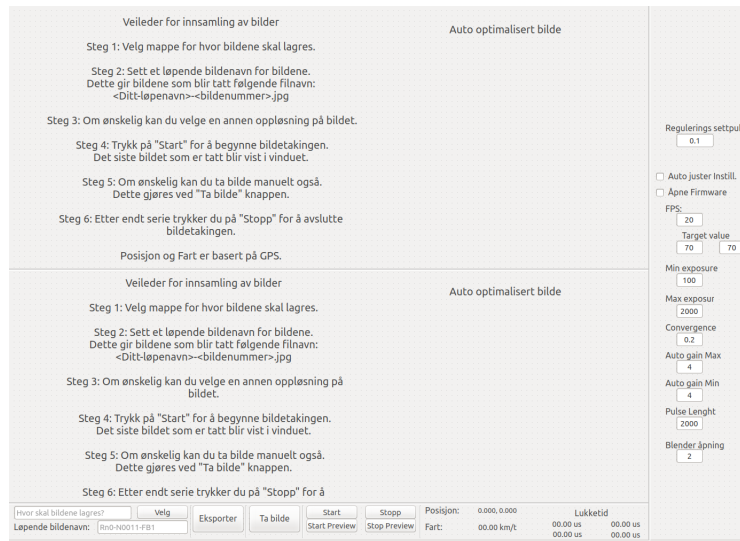 Veileder for innsamling av bilder
Steg 1: Velg mappe for hvor bildene skal lagres.
Steg 2: Sett et løpende bildenavn for bildene.
Dette gir bildene som blir tatt følgende filnavn:
<Ditt-løpenavn>-<bildenummer>.jpg
Steg 3: Om ønskelig kan du velge en annen oppløsning på bildet.
Steg 4: Trykk på "Start" for å begynne bildetakingen.
Det siste bildet som er tatt blir vist i vinduet.
Steg 5: Om ønskelig kan du ta bilde manuelt også.
Dette gjøres ved "Ta bilde" knappen.
Steg 6: Etter endt serie trykker du på "Stopp" for å avslutte
bildetakingen.
Posisjon og Fart er basert på GPS.
Auto optimalisert bilde
Veileder for innsamling av bilder
Steg 1: Velg mappe for hvor bildene skal lagres.
Steg 2: Sett et løpende bildenavn for bildene.
Dette gir bildene som blir tatt følgende filnavn:
<Ditt-løpenavn>-<bildenummer>.jpg
Steg 3: Om ønskelig kan du velge en annen oppløsning på
bildet.
Steg 4: Trykk på "Start" for å begynne bildetakingen.
Det siste bildet som er tatt blir vist i vinduet.
Steg 5: Om ønskelig kan du ta bilde manuelt også.
Dette gjøres ved "Ta bilde" knappen.
Steg 6: Etter endt serie trykker du på "Stopp" for å
Auto optimalisert bilde
Regulerings
0.1
Auto juster Instill.
Åpne Firmware
FPS:
20
Target value
70 70
Min exposure
100
Max exposur
2000
Convergence
0.2
Auto gain Max
4
Auto gain Min
4
Pulse Lenght
2000
Blender åpning
2
Hvor skal bildene lagres? Velg
Løpende bildenavn: Rn0-N0011-FB1
Eksporter
Ta bilde
Start Stopp
Start Preview Stop Preview
Posisjon: 0.000, 0.000
Fart: 00.00 km/t
Lukketid
00.00 us 00.00 us
00.00 us 00.00 us